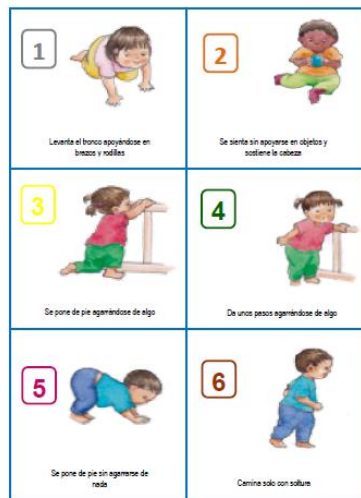 1
Levanta el tronco apoyándose en
brazos y rodillas
2
Se sienta sin apoyarse en objetos y
sostiene la cabeza
3
Se pone de pie agarrándose de algo
4
Da unos pasos agarrándose de algo
5
Se pone de pie sin agarrarse de
nada
6
Camina solo con soltura